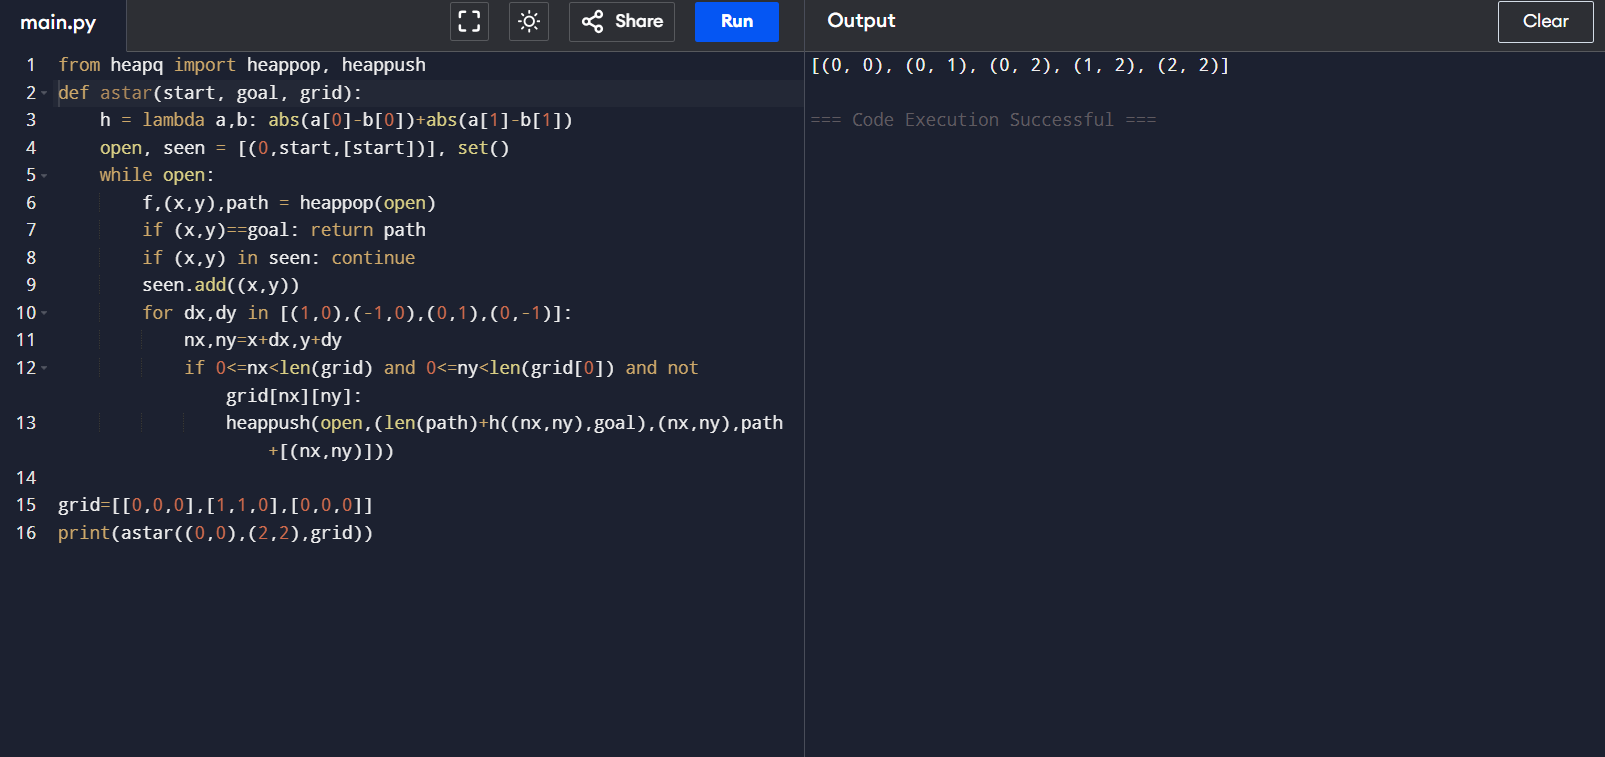 main.py
Share
Run
Output
Clear
1 from heapq import heappop, heappush
2 def astar(start, goal, grid):
3     h = lambda a,b: abs(a[0]-b[0])+abs(a[1]-b[1])
4     open, seen = [(0,start,[start])], set()
5     while open:
6         f,(x,y),path = heappop(open)
7         if (x,y)==goal: return path
8         if (x,y) in seen: continue
9         seen.add((x,y))
10         for dx,dy in [(1,0),(-1,0),(0,1),(0,-1)]:
11             nx,ny=x+dx,y+dy
12             if 0<=nx<len(grid) and 0<=ny<len(grid[0]) and not
grid[nx][ny]:
13                 heappush(open,(len(path)+h((nx,ny),goal),(nx,ny),path
+[(nx,ny)]))
14
15 grid=[[0,0,0],[1,1,0],[0,0,0]]
16 print(astar((0,0),(2,2),grid))
[(0, 0), (0, 1), (0, 2), (1, 2), (2, 2)]
=== Code Execution Successful ===